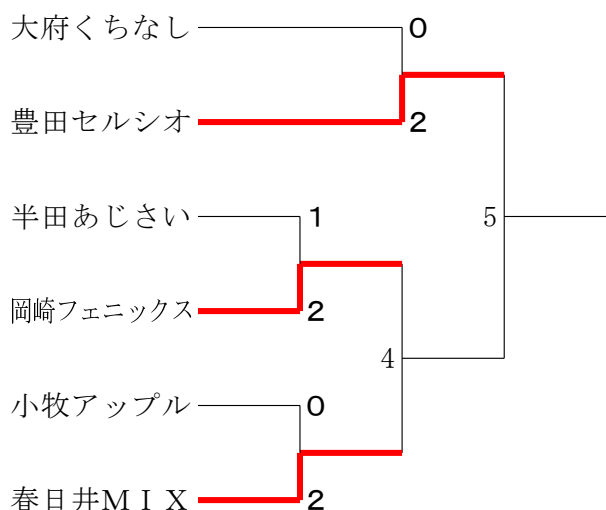 大府くちなし 0
豊田セルシオ 2
半田あじさい 1 5
岡崎フェニックス 2
4
小牧アップル 0
春日井ＭＩＸ 2